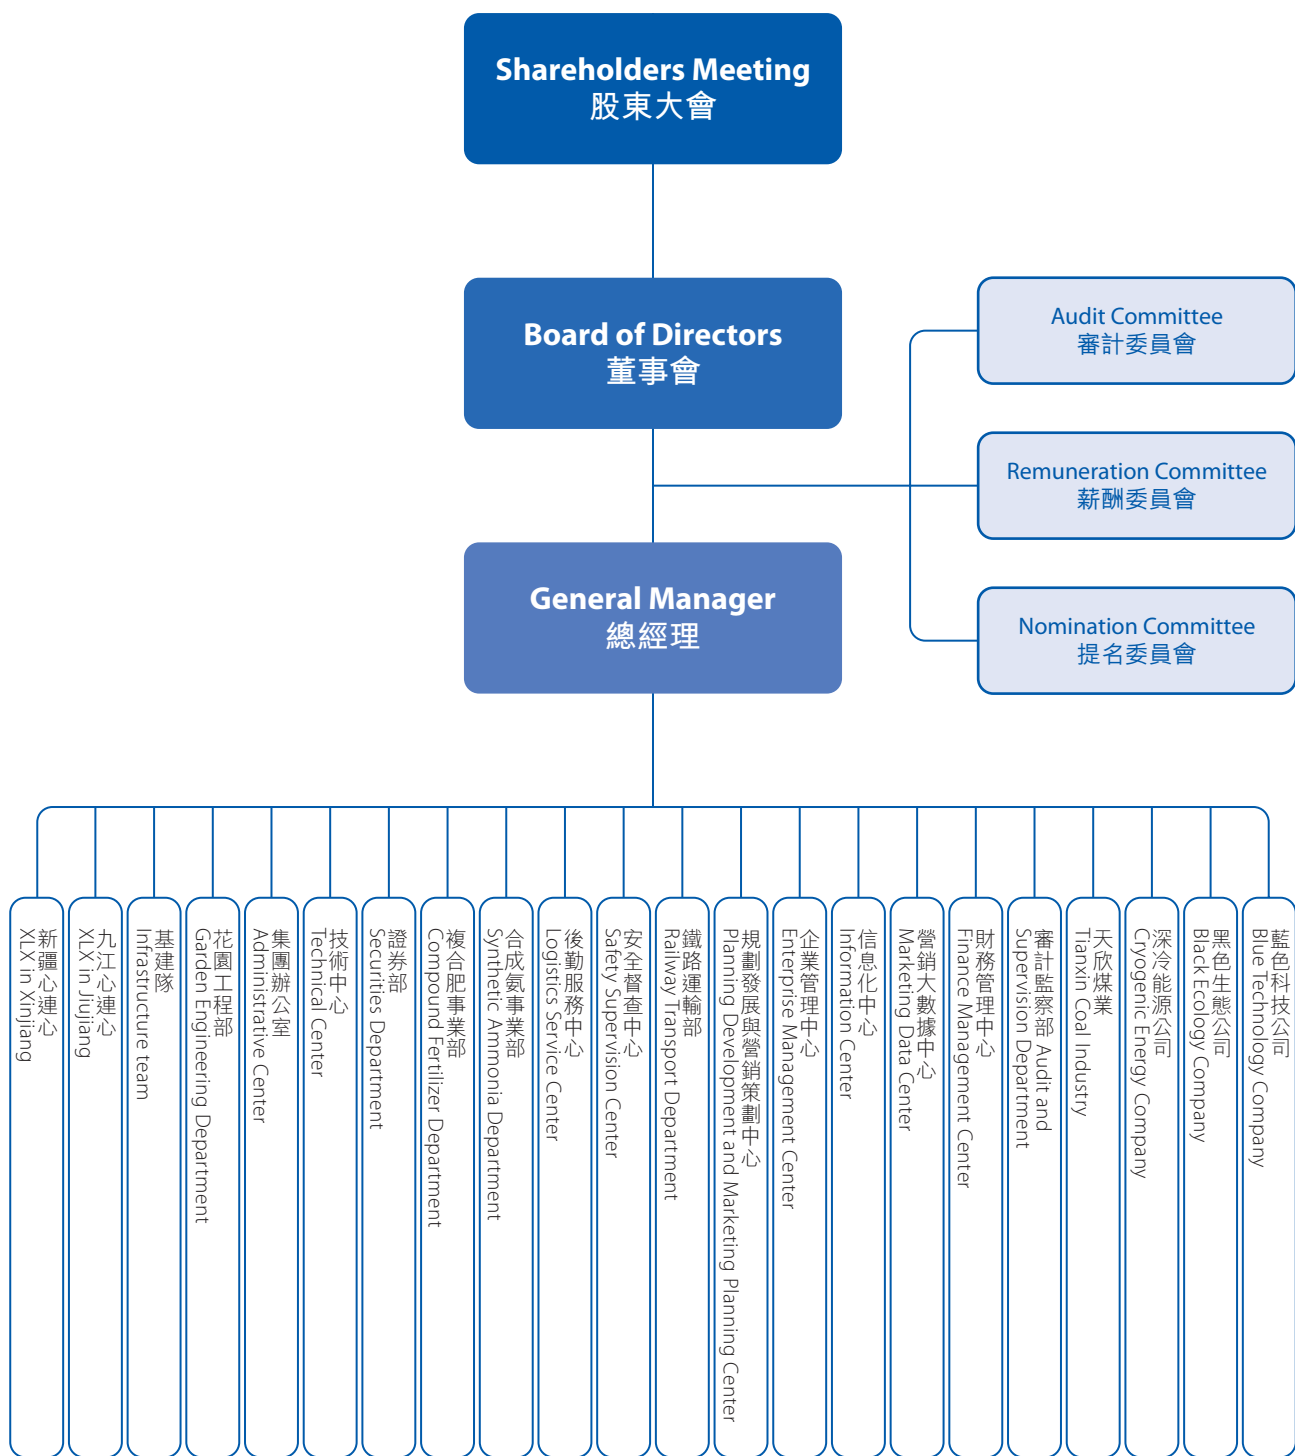 Shareholders Meeting
股東大會
Board of Directors
董事會
Audit Committee
審計委員會
Remuneration Committee
薪酬委員會
General Manager
總經理
Nomination Committee
提名委員會
新疆心連心
XLX in Xinjiang
九江心連心
XLX in Jiujiang
基建隊
Infrastructure team
花園工程部
Garden Engineering Department
集團辦公室
Administrative Center
技術中心
Technical Center
證券部
Securities Department
複合肥事業部
Compound Fertilizer Department
合成氨事業部
Synthetic Ammonia Department
後勤服務中心
Logistics Service Center
安全督查中心
Safety Supervision Center
鐵路運輸部
Railway Transport Department
規劃發展與營銷策劃中心
Planning Development and Marketing Planning Center
企業管理中心
Enterprise Management Center
信息化中心
Information Center
營銷大數據中心
Marketing Data Center
財務管理中心
Finance Management Center
審計監察部 Audit and
Supervision Department
天欣煤業
Tianxin Coal Industry
深冷能源公司
Cryogenic Energy Company
黑色生態公司
Black Ecology Company
藍色科技公司
Blue Technology Company